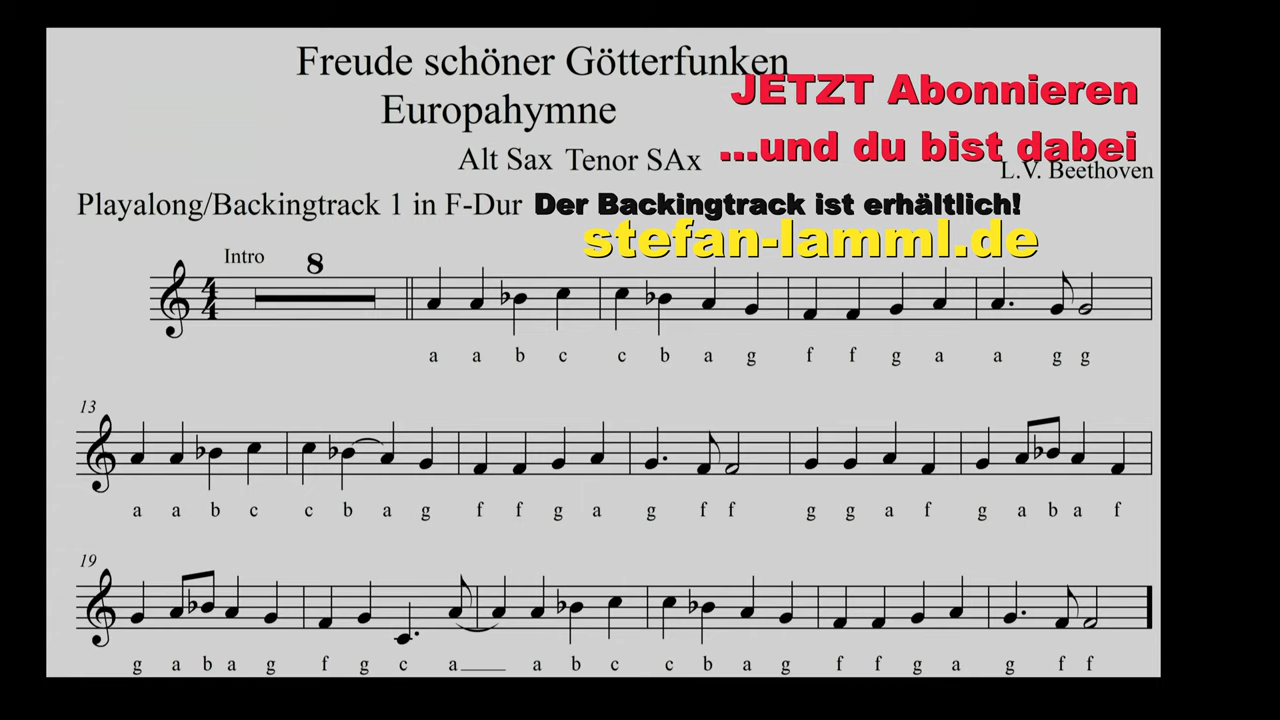 Freude schöner Götterfunken
JETZT Abonnieren
Europahymne
...und du bist dabei
Alt Sax Tenor SAx
L.V. Beethoven
Playalong/Backingtrack 1 in F-Dur Der Backingtrack ist erhältlich!
stefan-lamml.de
Intro
8
4
4
a a b c c b a g f f g a a g g
13
a a b c c b a g f f g a g f f g g a f g a b a f
19
g a b a g f g c a____ a b c c b a g f f g a g f f